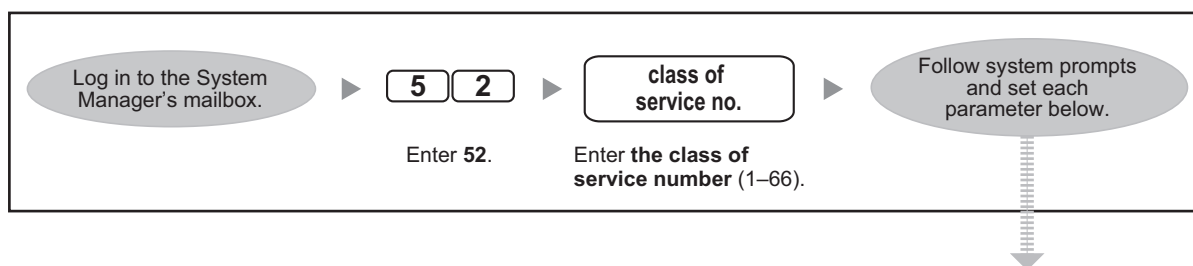 Log in to the System
Manager's mailbox.
5 2
class of
service no.
Follow system prompts
and set each
parameter below.
Enter 52.
Enter the class of
service number (1–66).